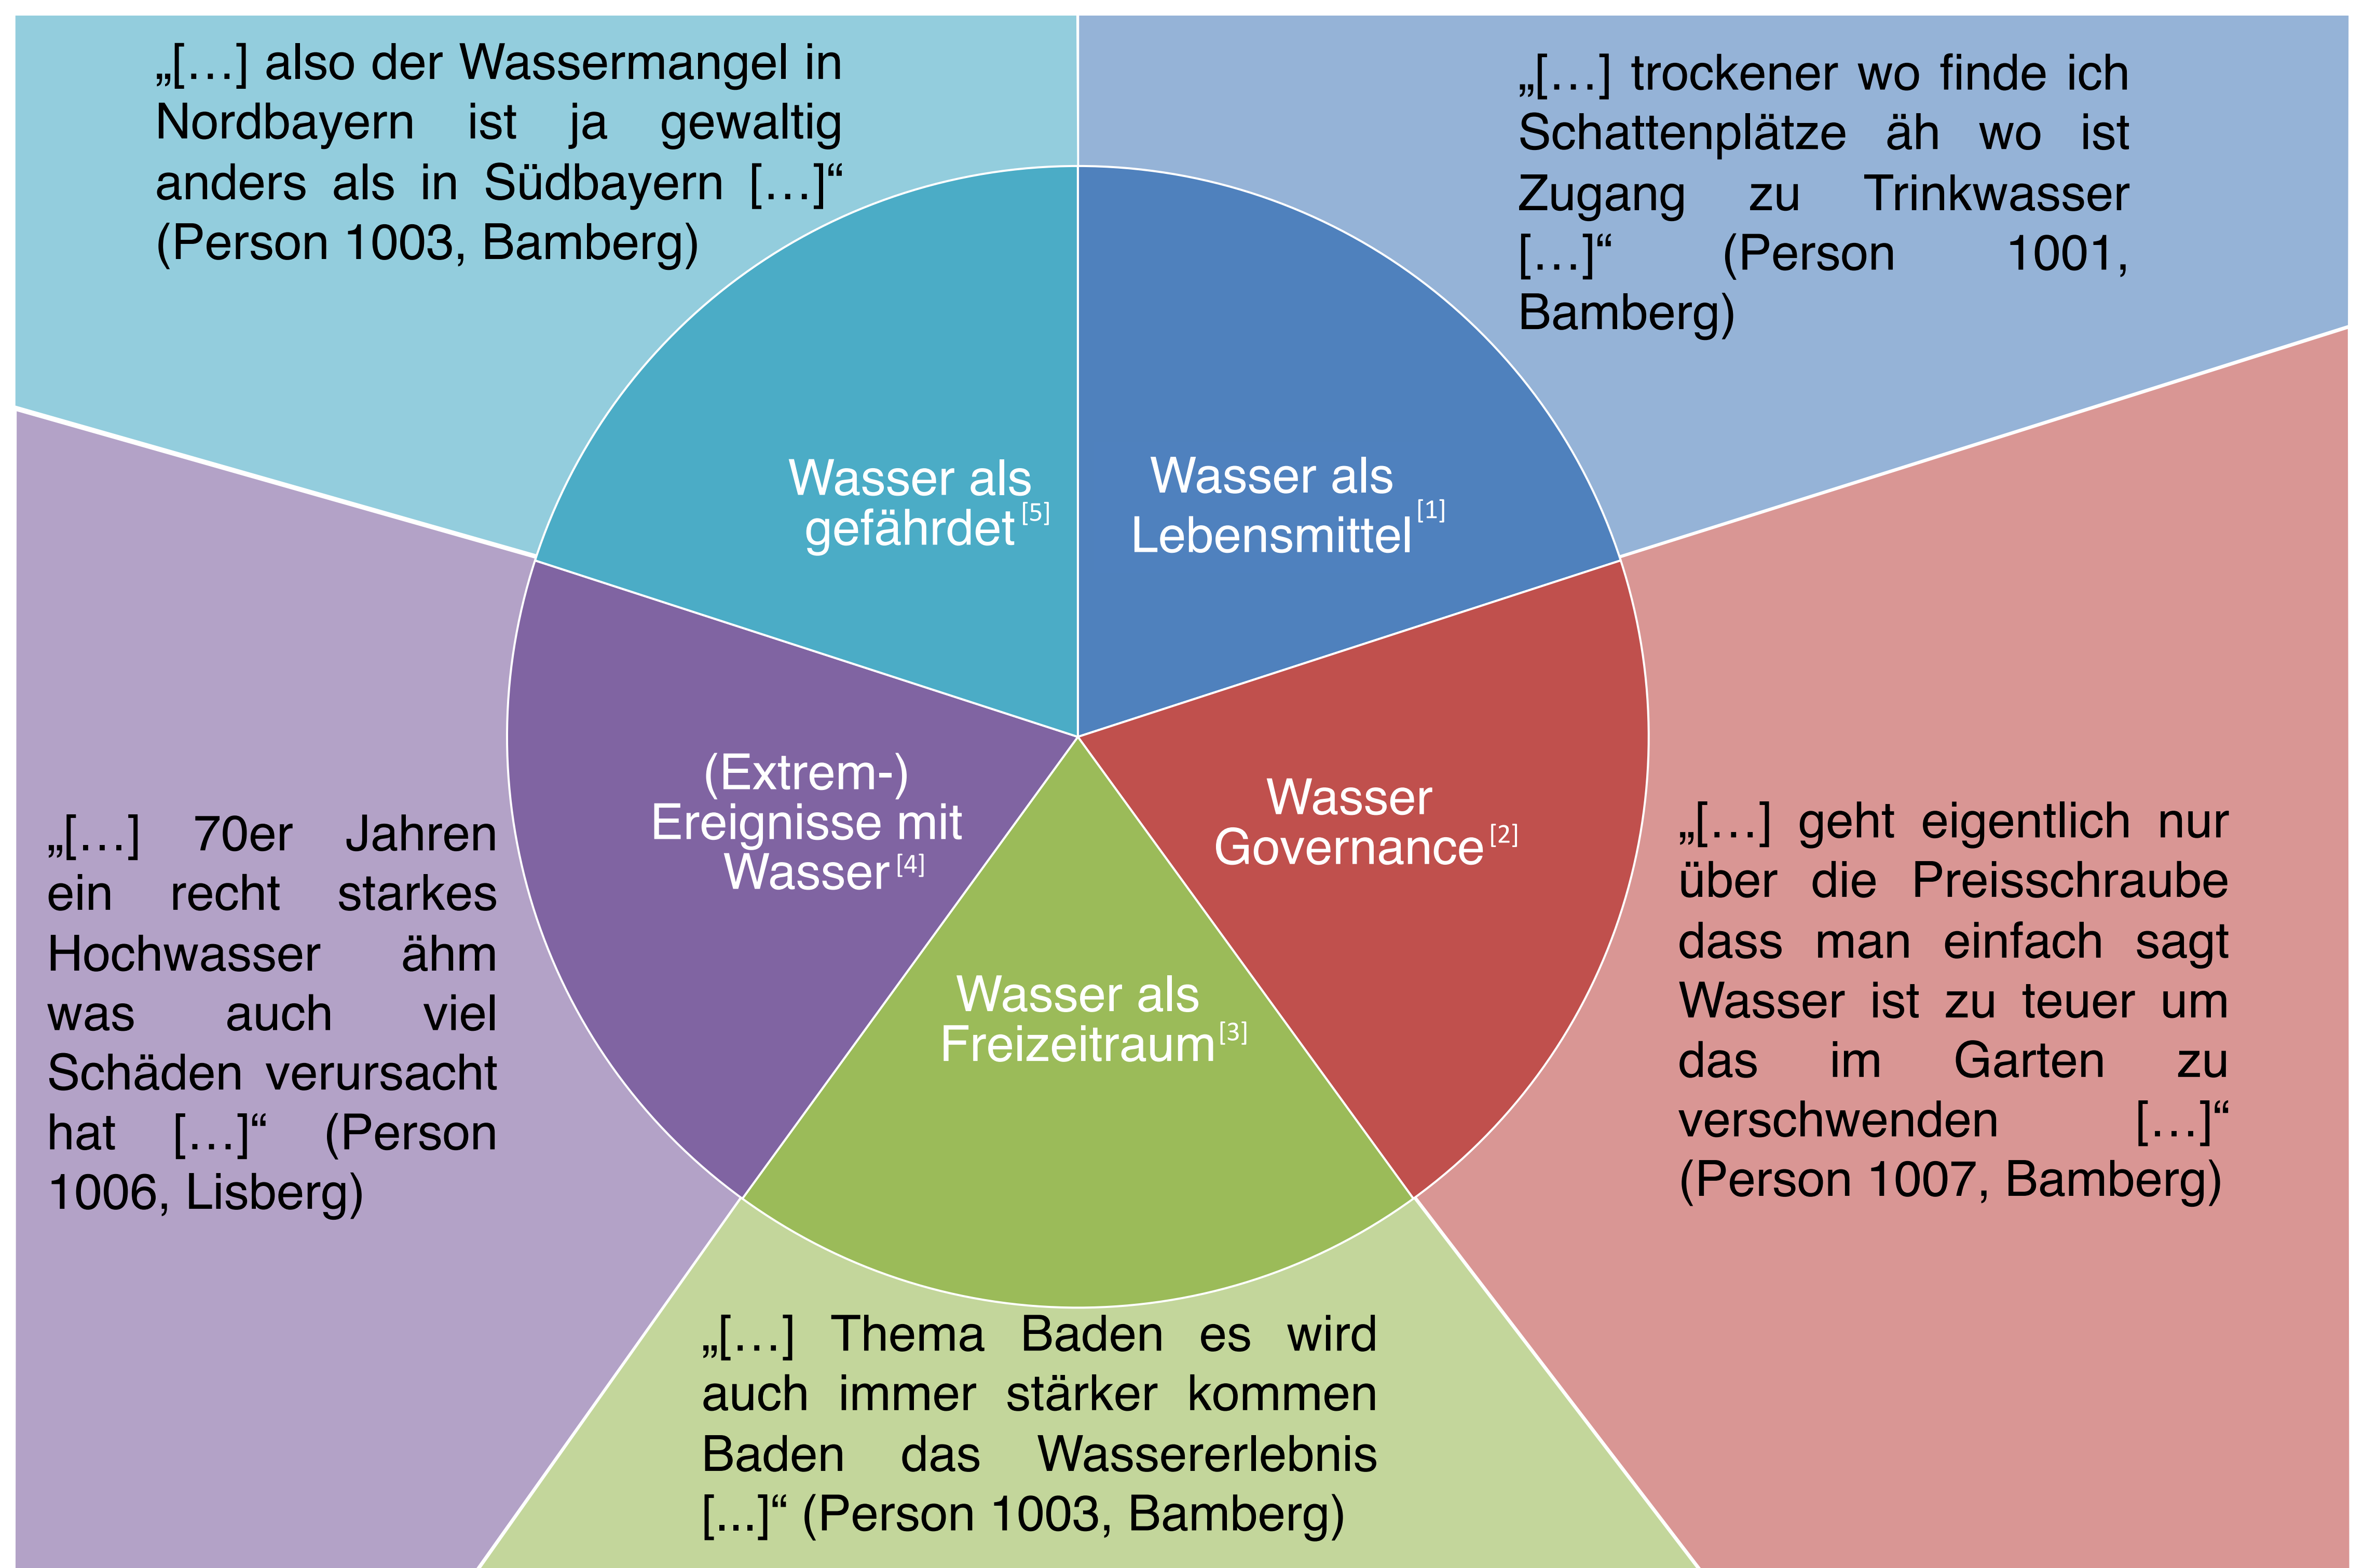 „[…] also der Wassermangel in
Nordbayern ist ja gewaltig
anders als in Südbayern […]“
(Person 1003, Bamberg)
„[…] trockener wo finde ich
Schattenplätze äh wo ist
Zugang zu Trinkwasser
[…]“ (Person 1001,
Bamberg)
Wasser als
gefährdet [5]
Wasser als
Lebensmittel [1]
(Extrem-)
Ereignisse mit
Wasser [4]
Wasser
Governance [2]
Wasser als
Freizeitraum [3]
„[…] 70er Jahren
ein recht starkes
Hochwasser ähm
was auch viel
Schäden verursacht
hat […]“ (Person
1006, Lisberg)
„[…] geht eigentlich nur
über die Preisschraube
dass man einfach sagt
Wasser ist zu teuer um
das im Garten zu
verschwenden […]“
(Person 1007, Bamberg)
„[…] Thema Baden es wird
auch immer stärker kommen
Baden das Wassererlebnis
[...]“ (Person 1003, Bamberg)